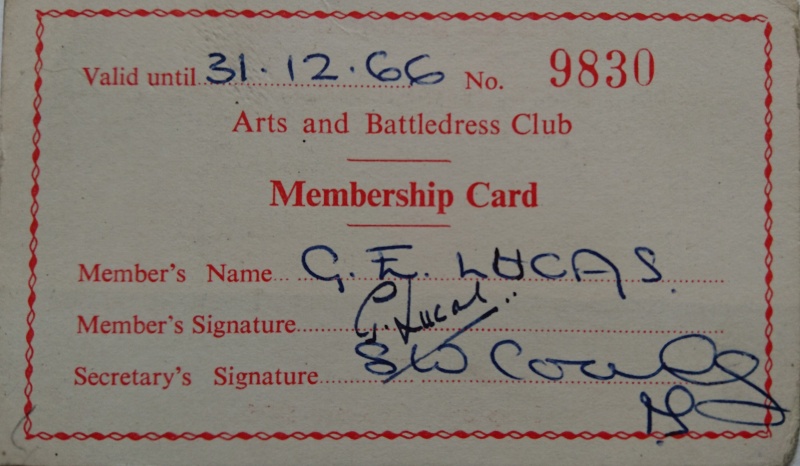 Valid until 31.12.66 No. 9830
Arts and Battledress Club
Membership Card
Member's Name G. E. LUCAS.
Member's Signature G. Lucas
Secretary's Signature